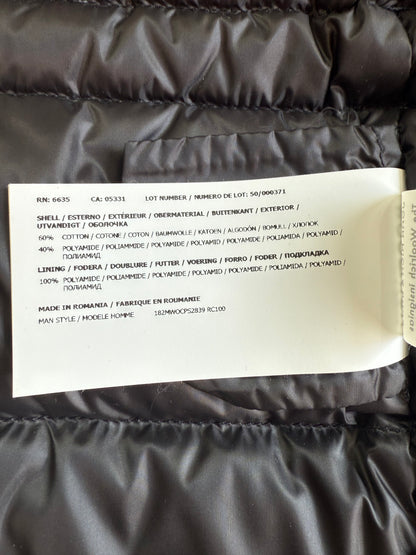 RN: 6635 CA: 05331 LOT NUMBER / NUMERO DE LOT: 50/000371
SHELL / ESTERNO / EXTÉRIEUR / OBERMATERIAL / BUITENKANT / EXTERIOR /
UTVANDIGT / ОБОЛОЧКА
60% COTTON / COTONE / COTON / BAUMWOLLE / KATOEN / ALGODÓN / BOMULL / ХЛОПОК
40% POLYAMIDE / POLIAMMIDE / POLYAMIDE / POLYAMID / POLYAMIDE / POLIAMIDA / POLYAMID /
ПОЛИАМИД
LINING / FODERA / DOUBLURE / FUTTER / VOERING / FORRO / FODER / ПОДКЛАДКА
100% POLYAMIDE / POLIAMMIDE / POLYAMIDE / POLYAMID / POLYAMIDE / POLIAMIDA / POLYAMID /
ПОЛИАМИД
MADE IN ROMANIA / FABRIQUE EN ROUMANIE
MAN STYLE / MODELE HOMME 182MWOCPS2839 RC100